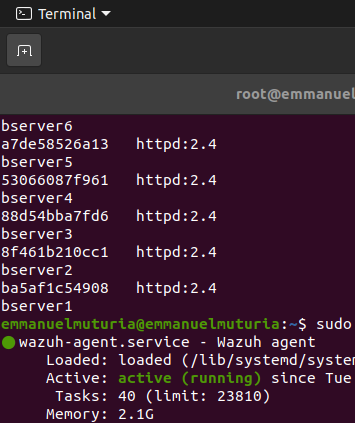 Terminal
root@emmanuel
bserver6
a7de58526a13 httpd:2.4
bserver5
53066087f961 httpd:2.4
bserver4
88d54bba7fd6 httpd:2.4
bserver3
8f461b210cc1 httpd:2.4
bserver2
ba5af1c54908 httpd:2.4
bserver1
emmanuelmuturia@emmanuelmuturia:~$ sudo
wazuh-agent.service - Wazuh agent
Loaded: loaded (/lib/systemd/system
Active: active (running) since Tue
Tasks: 40 (limit: 23810)
Memory: 2.1G